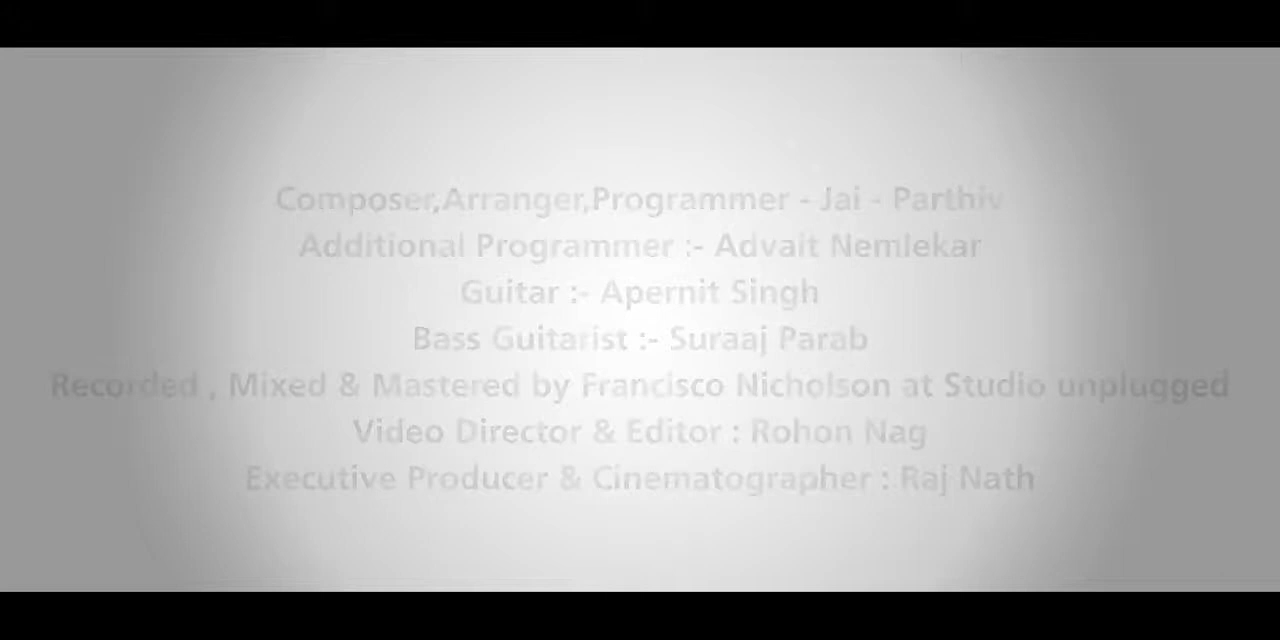 Composer,Arranger,Programmer - Jai - Parthiv
Additional Programmer :- Advait Nemlekar
Guitar :- Apernit Singh
Bass Guitarist :- Suraaj Parab
Recorded , Mixed & Mastered by Francisco Nicholson at Studio unplugged
Video Director & Editor : Rohon Nag
Executive Producer & Cinematographer : Raj Nath